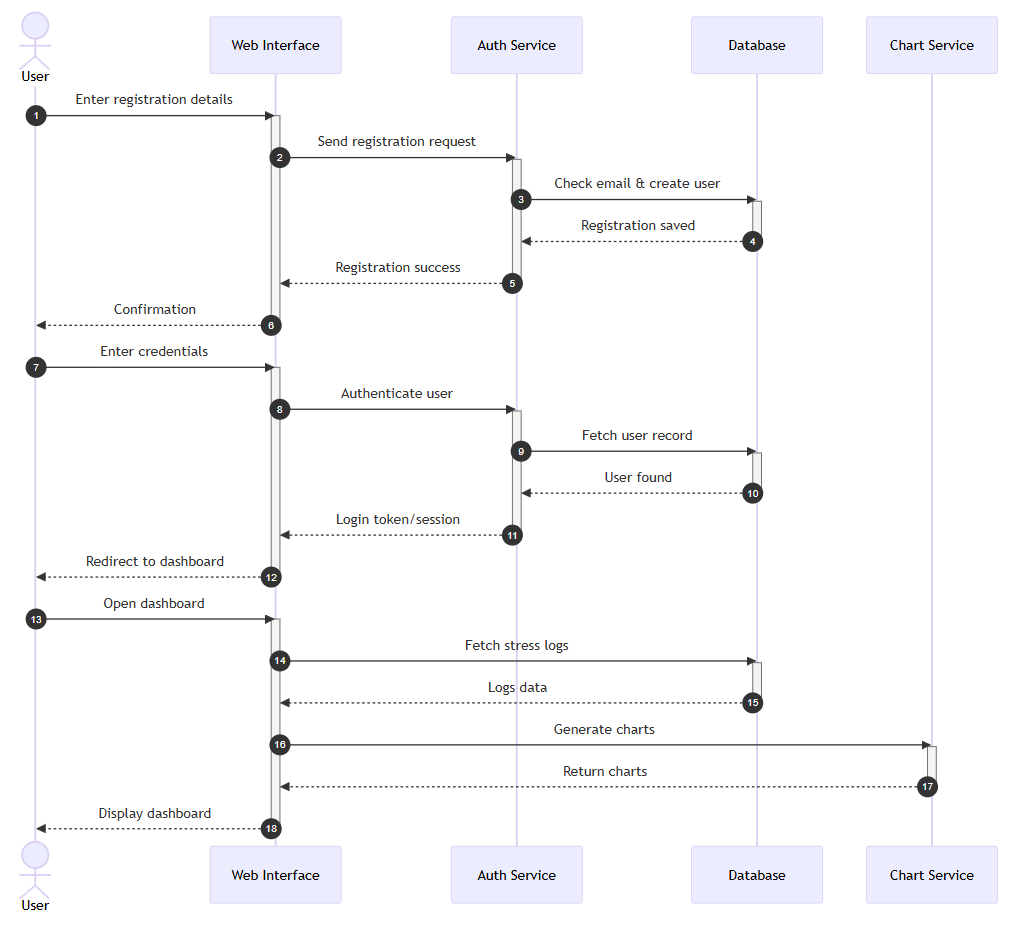 User
Web Interface
Auth Service
Database
Chart Service
Enter registration details
1
Send registration request
2
Check email & create user
3
Registration saved
4
Registration success
5
Confirmation
6
Enter credentials
7
Authenticate user
8
Fetch user record
9
User found
10
Login token/session
11
Redirect to dashboard
12
Open dashboard
13
Fetch stress logs
14
Logs data
15
Generate charts
16
Return charts
17
Display dashboard
18
User
Web Interface
Auth Service
Database
Chart Service